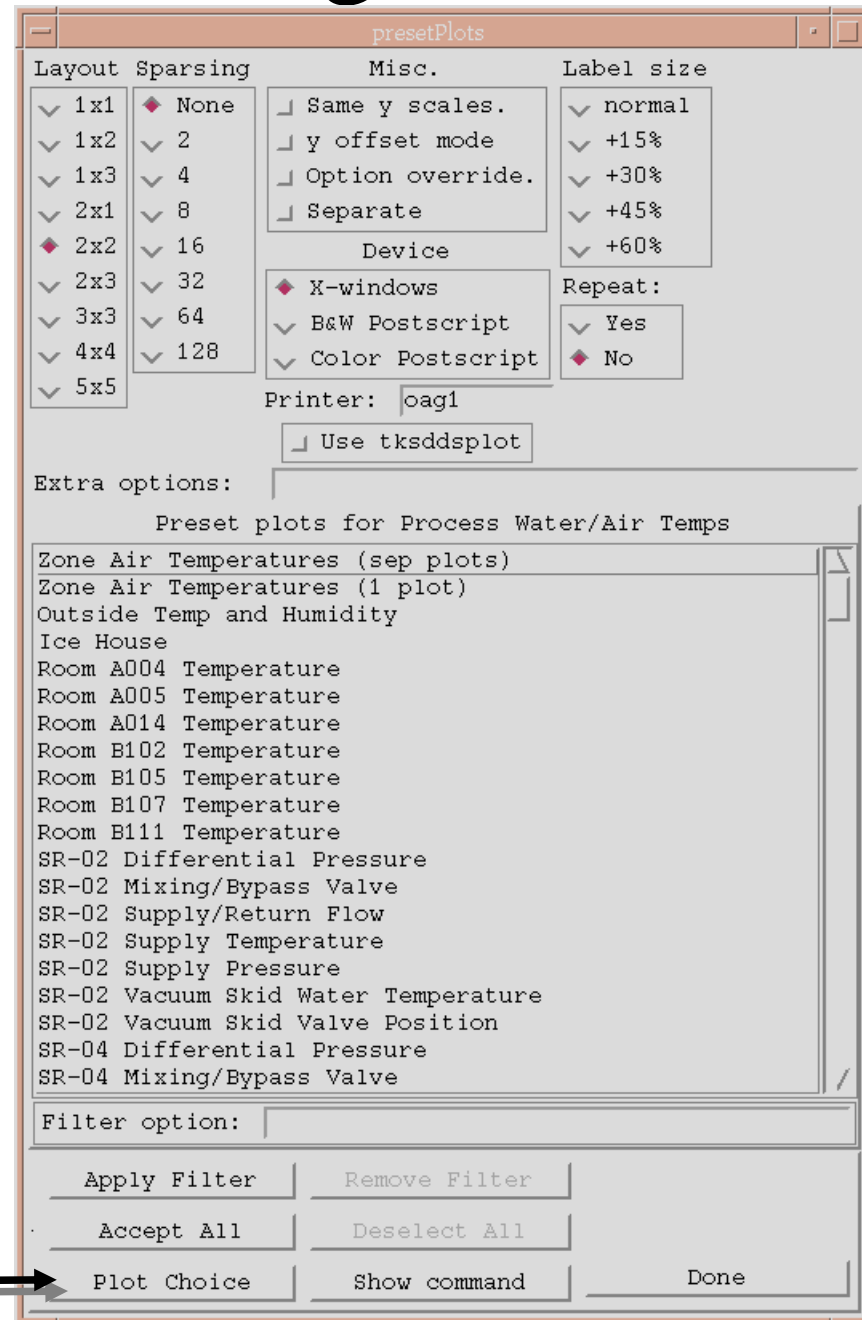 presetPlots
Layout Sparsing Misc. Label size
1x1 None Same y scales. normal
1x2 2 y offset mode +15%
1x3 4 Option override. +30%
2x1 8 Separate +45%
2x2 16 Device +60%
2x3 32 X-windows Repeat:
3x3 64 B&W Postscript Yes
4x4 128 Color Postscript No
5x5 Printer: oag1
Use tksddsplot
Extra options:
Preset plots for Process Water/Air Temps
Zone Air Temperatures (sep plots)
Zone Air Temperatures (1 plot)
Outside Temp and Humidity
Ice House
Room A004 Temperature
Room A005 Temperature
Room A014 Temperature
Room B102 Temperature
Room B105 Temperature
Room B107 Temperature
Room B111 Temperature
SR-02 Differential Pressure
SR-02 Mixing/Bypass Valve
SR-02 Supply/Return Flow
SR-02 Supply Temperature
SR-02 Supply Pressure
SR-02 Vacuum Skid Water Temperature
SR-02 Vacuum Skid Valve Position
SR-04 Differential Pressure
SR-04 Mixing/Bypass Valve
Filter option:
Apply Filter Remove Filter
Accept All Deselect All
Plot Choice Show command Done